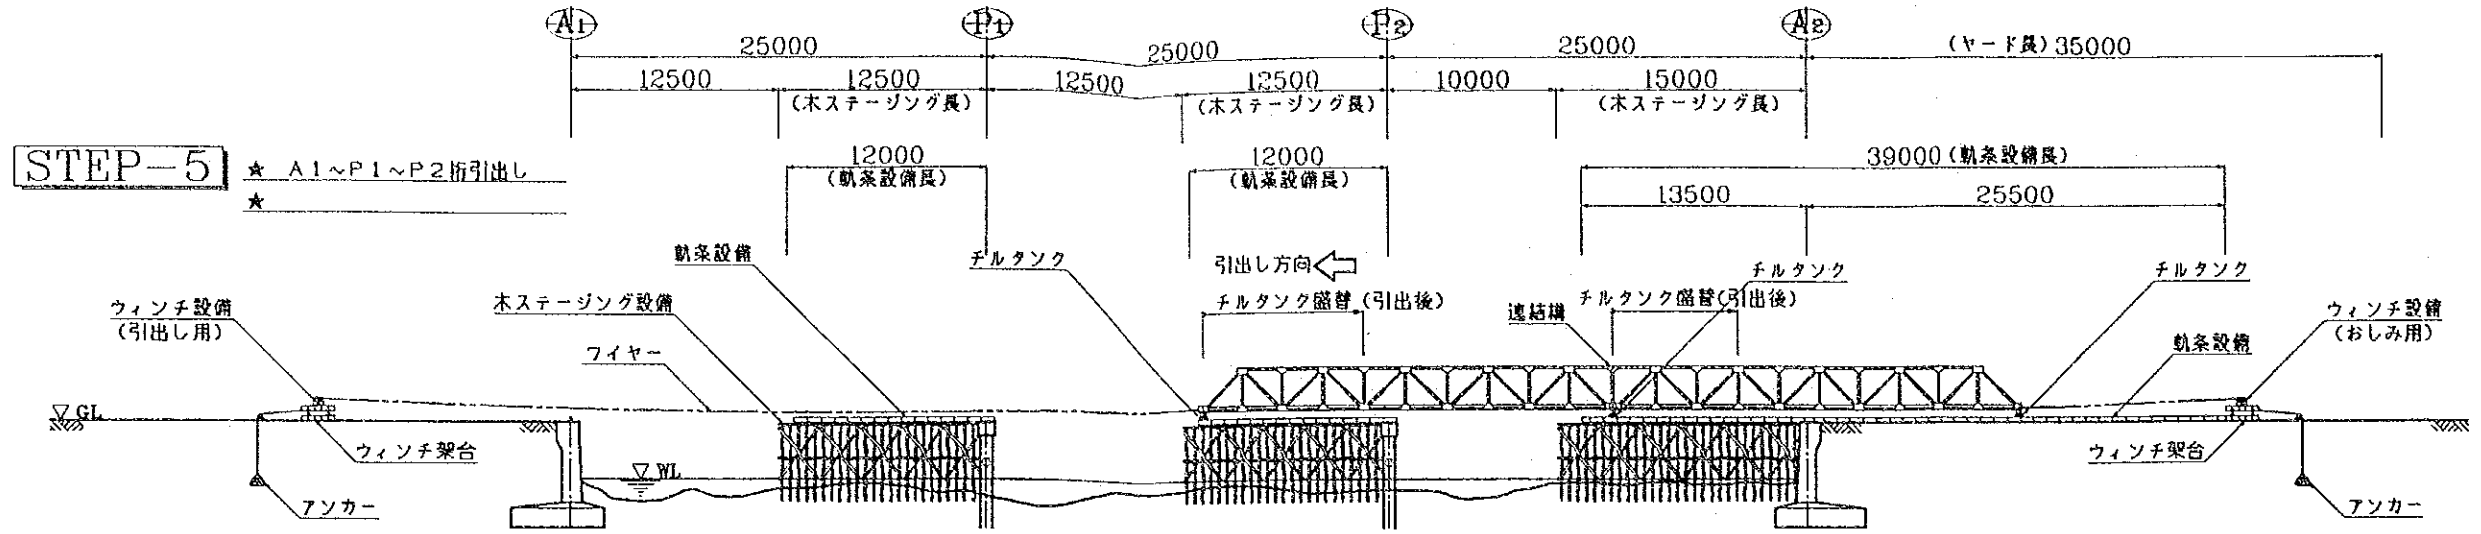 A1 P1 P2 A2
25000 25000 25000 (ヤード長) 35000
12500 12500 12500 12500 10000 15000
(木ステージング長) (木ステージング長) (木ステージング長)
STEP-5
★ A1~P1~P2桁引出し
★
12000 12000 39000 (軌条設備長)
(軌条設備長) (軌条設備長)
13500 25500
軌条設備 チルタンク 引出し方向 チルタンク チルタンク
ウィンチ設備 木ステージング設備 チルタンク盛替 (引出後) 連結構 チルタンク盛替(引出後) ウィンチ設備
(引出し用) (おしみ用)
ワイヤー 軌条設備
GL
ウィンチ架台 ウィンチ架台
WL
アンカー アンカー